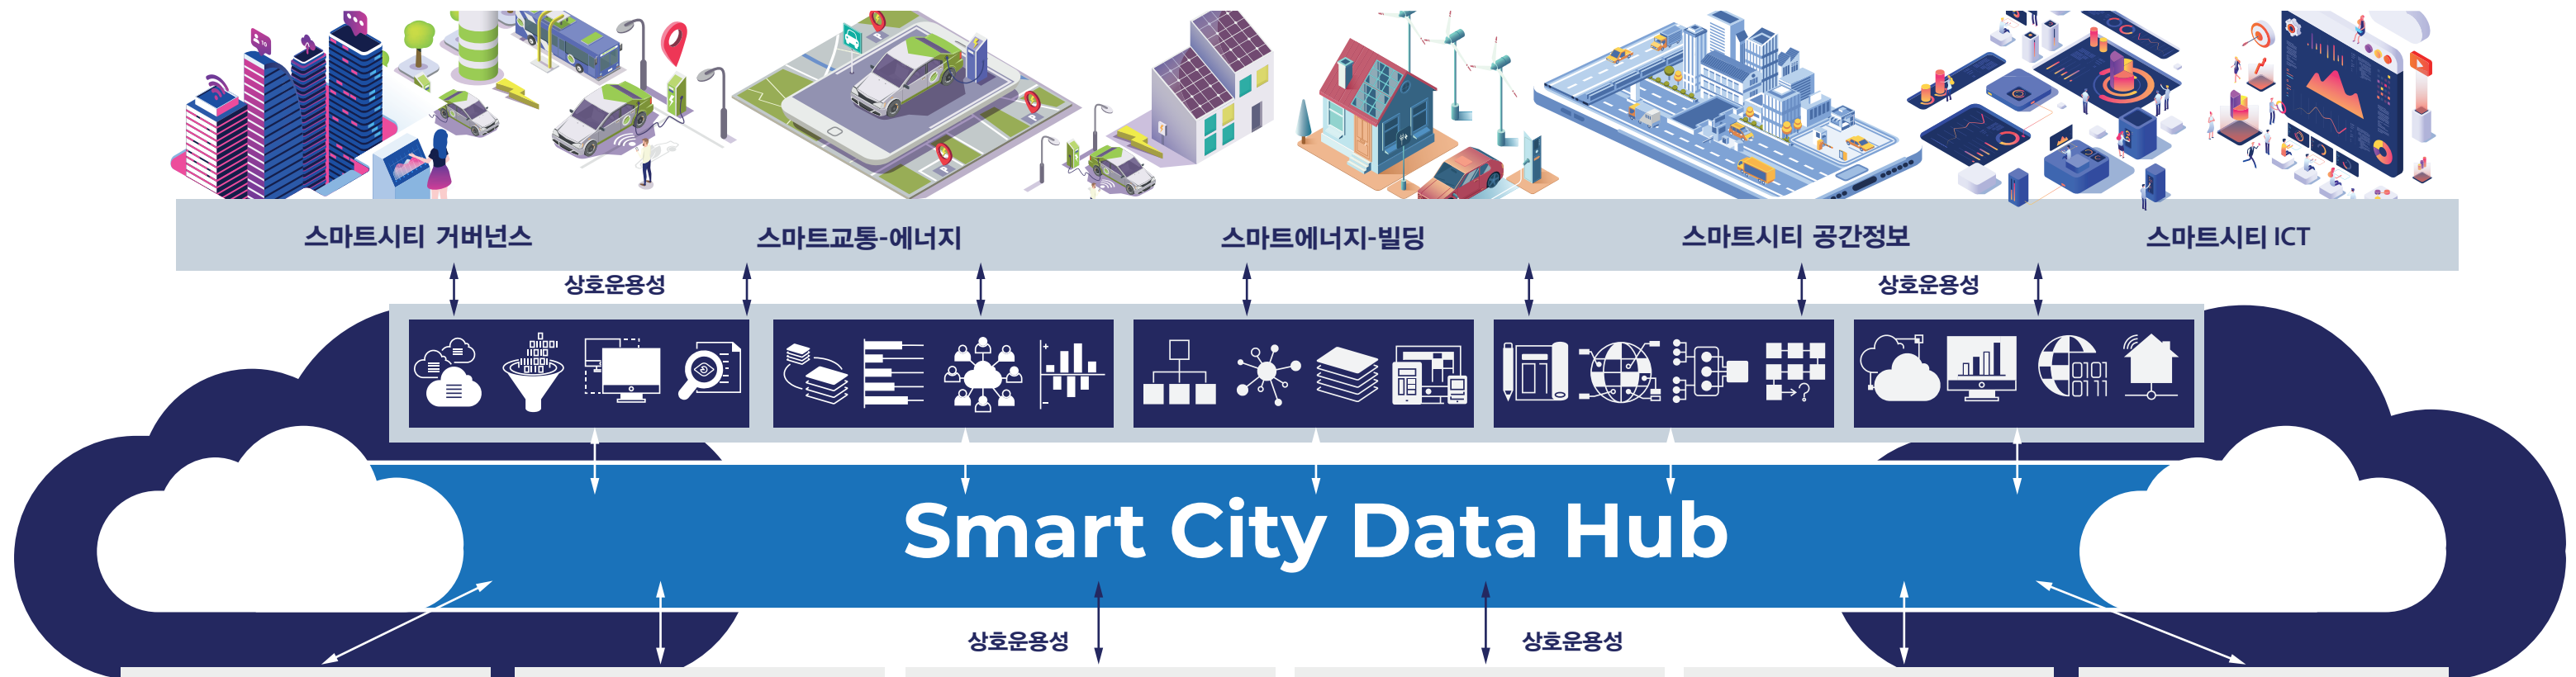 스마트시티 거버넌스
스마트교통-에너지
스마트에너지-빌딩
스마트시티 공간정보
스마트시티 ICT
상호운용성
상호운용성
Smart City Data Hub
상호운용성
상호운용성